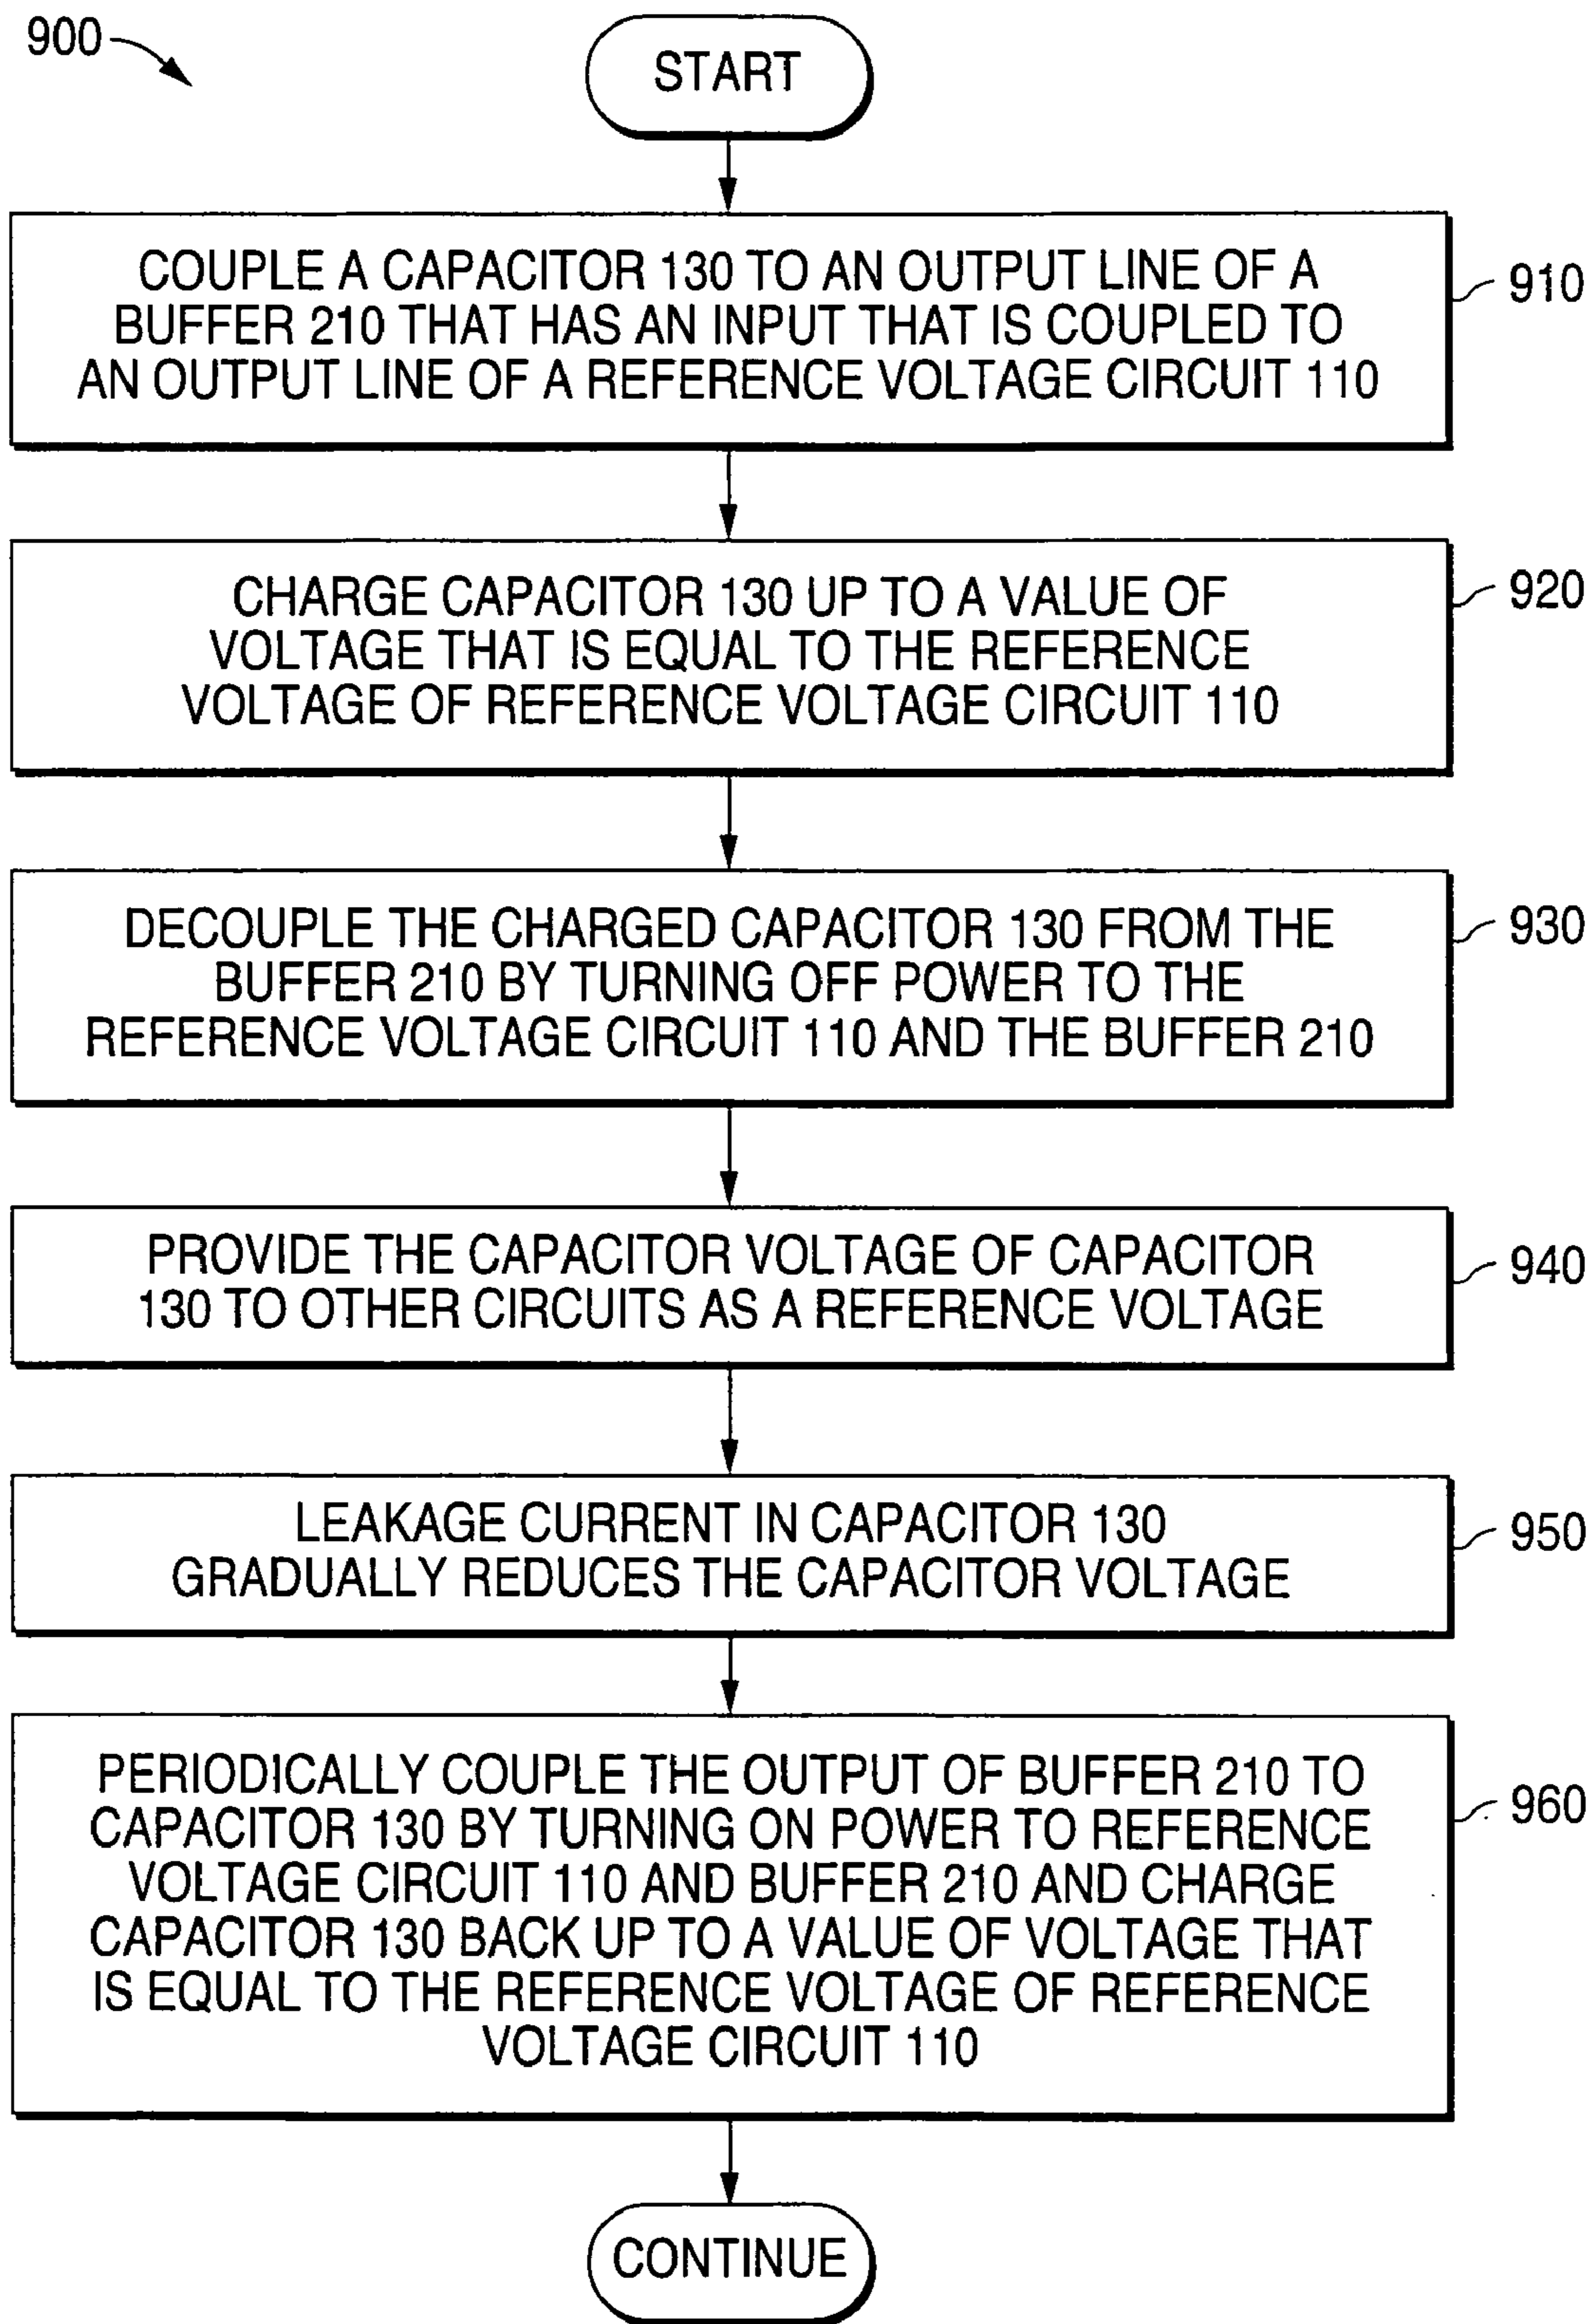 900
START
COUPLE A CAPACITOR 130 TO AN OUTPUT LINE OF A
BUFFER 210 THAT HAS AN INPUT THAT IS COUPLED TO
AN OUTPUT LINE OF A REFERENCE VOLTAGE CIRCUIT 110
910
CHARGE CAPACITOR 130 UP TO A VALUE OF
VOLTAGE THAT IS EQUAL TO THE REFERENCE
VOLTAGE OF REFERENCE VOLTAGE CIRCUIT 110
920
DECOUPLE THE CHARGED CAPACITOR 130 FROM THE
BUFFER 210 BY TURNING OFF POWER TO THE
REFERENCE VOLTAGE CIRCUIT 110 AND THE BUFFER 210
930
PROVIDE THE CAPACITOR VOLTAGE OF CAPACITOR
130 TO OTHER CIRCUITS AS A REFERENCE VOLTAGE
940
LEAKAGE CURRENT IN CAPACITOR 130
GRADUALLY REDUCES THE CAPACITOR VOLTAGE
950
PERIODICALLY COUPLE THE OUTPUT OF BUFFER 210 TO
CAPACITOR 130 BY TURNING ON POWER TO REFERENCE
VOLTAGE CIRCUIT 110 AND BUFFER 210 AND CHARGE
CAPACITOR 130 BACK UP TO A VALUE OF VOLTAGE THAT
IS EQUAL TO THE REFERENCE VOLTAGE OF REFERENCE
VOLTAGE CIRCUIT 110
960
CONTINUE